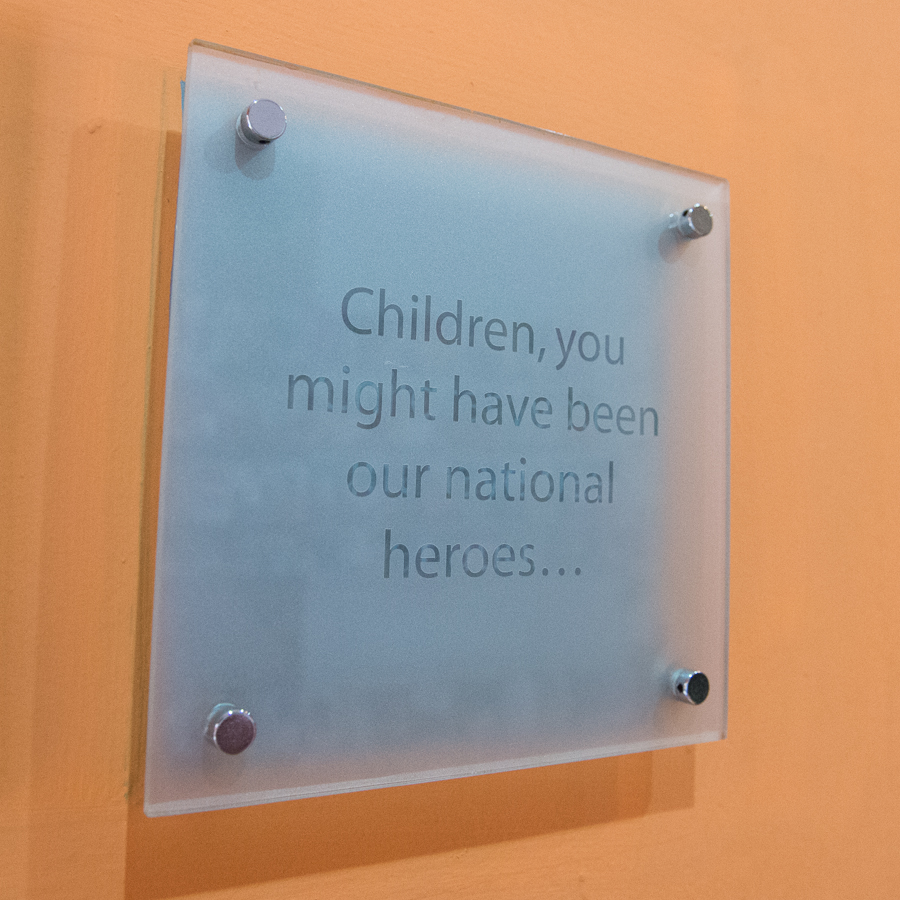 Children, you
might have been
our national
heroes...